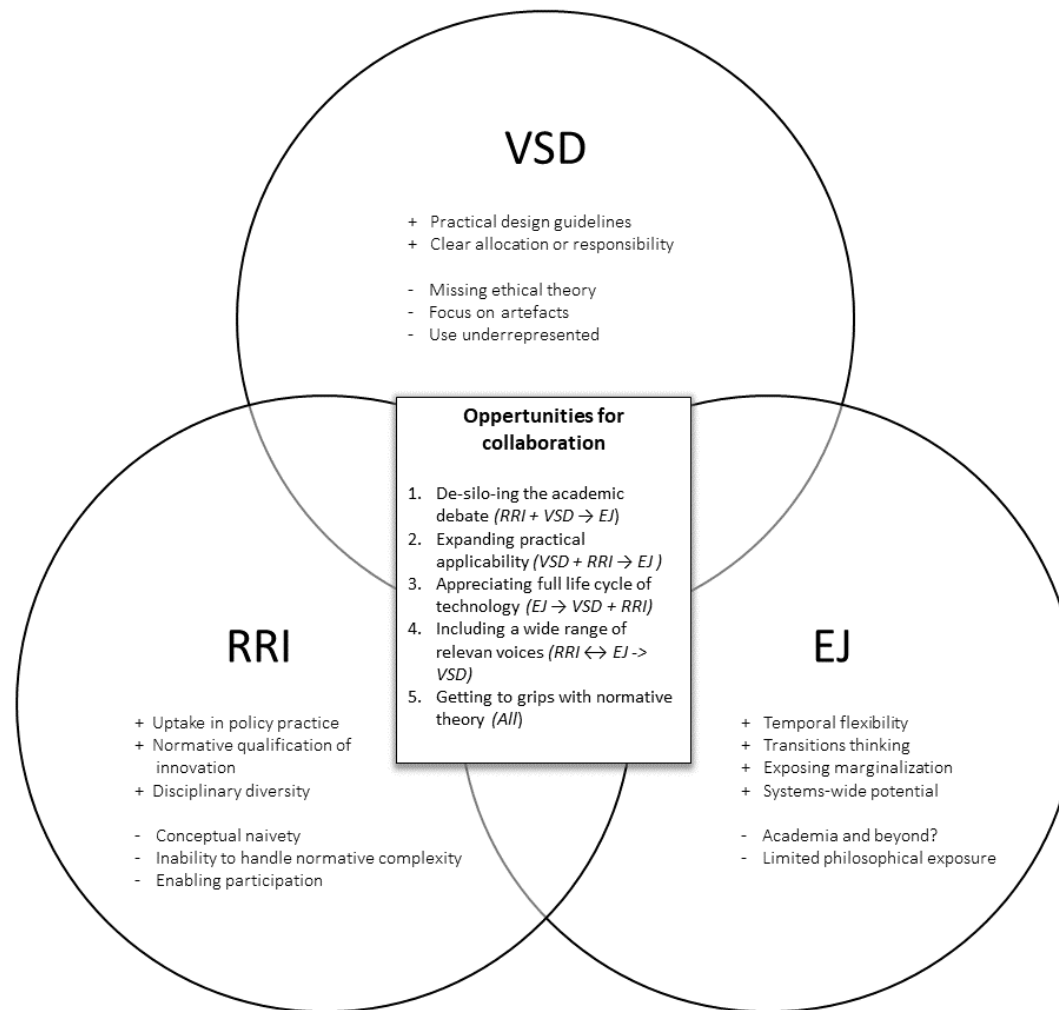 VSD
+ Practical design guidelines
+ Clear allocation or responsibility
- Missing ethical theory
- Focus on artefacts
- Use underrepresented
Oppertunities for
collaboration
1. De-silo-ing the academic
debate (RRI + VSD → EJ)
2. Expanding practical
applicability (VSD + RRI → EJ )
3. Appreciating full life cycle of
technology (EJ → VSD + RRI)
4. Including a wide range of
relevan voices (RRI ↔ EJ ->
VSD)
5. Getting to grips with normative
theory (All)
RRI
+ Uptake in policy practice
+ Normative qualification of
innovation
+ Disciplinary diversity
- Conceptual naivety
- Inability to handle normative complexity
- Enabling participation
EJ
+ Temporal flexibility
+ Transitions thinking
+ Exposing marginalization
+ Systems-wide potential
- Academia and beyond?
- Limited philosophical exposure